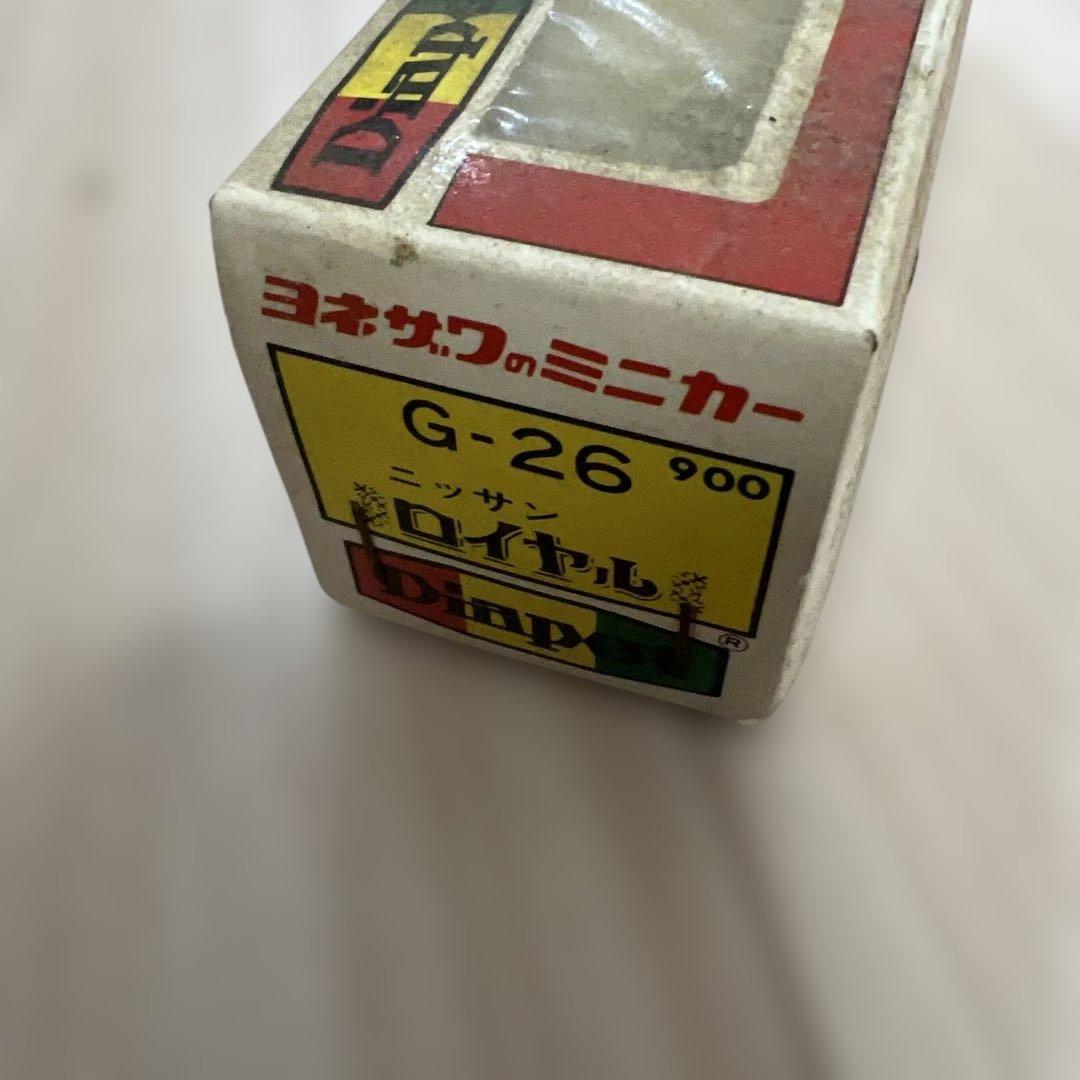 Dinp
ヨネザワのミニカー
G-26 900
ニッサン
ロイヤル
Diapet
®